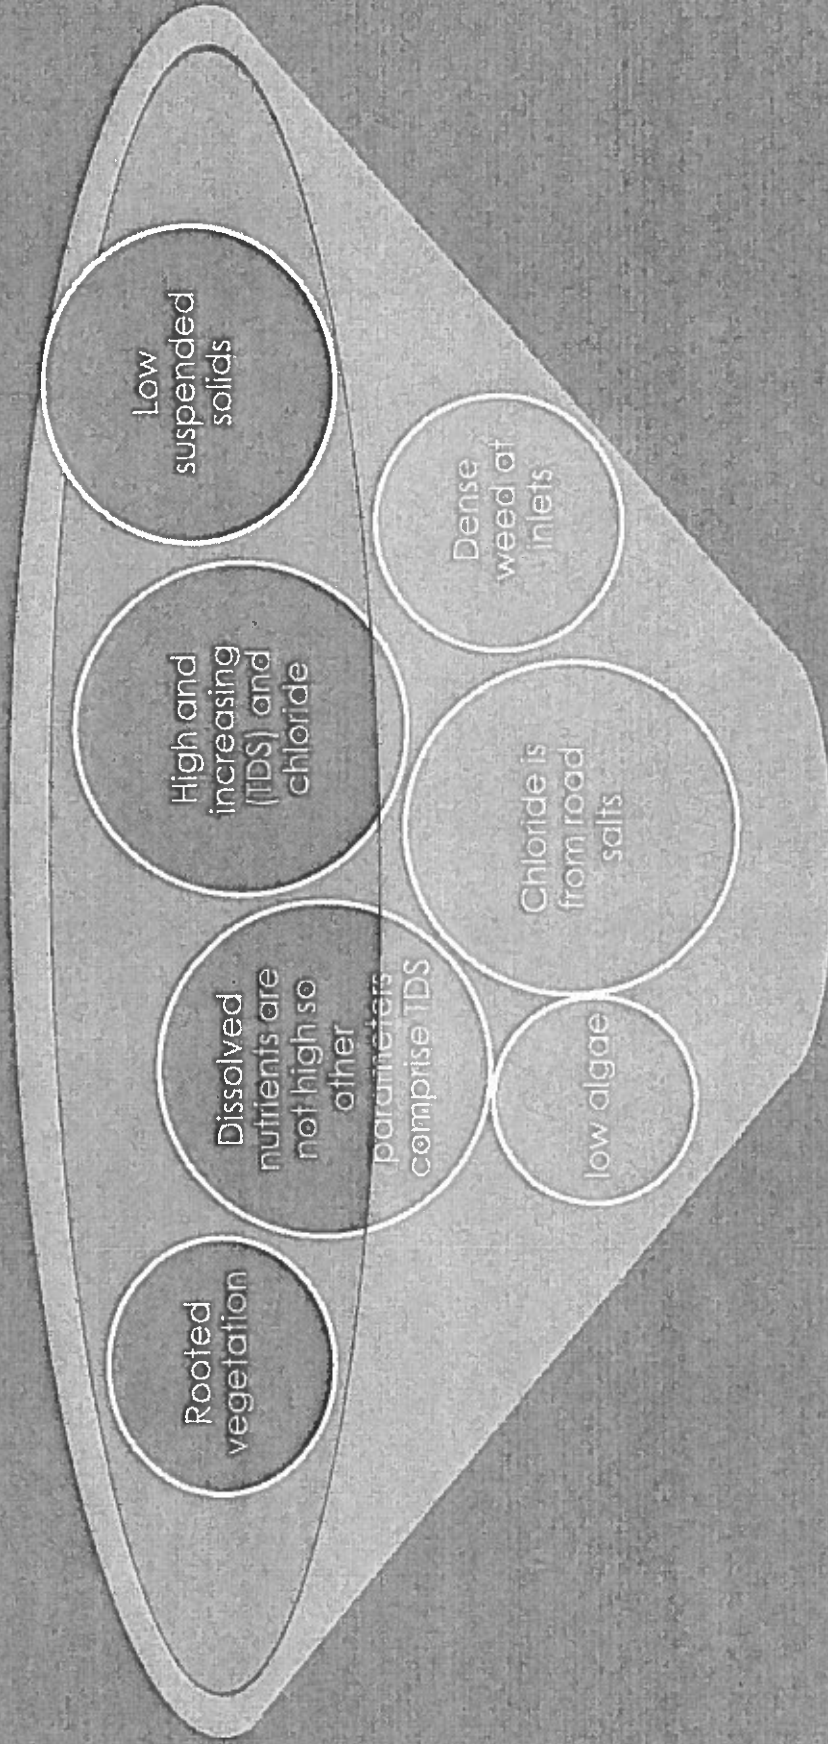 Rooted
vegetation
Dissolved
nutrients are
not high so
other
parameters
comprise TDS
High and
increasing
(TDS) and
chloride
Low
suspended
solids
low algae
Chloride is
from road
salts
Dense
weed at
inlets